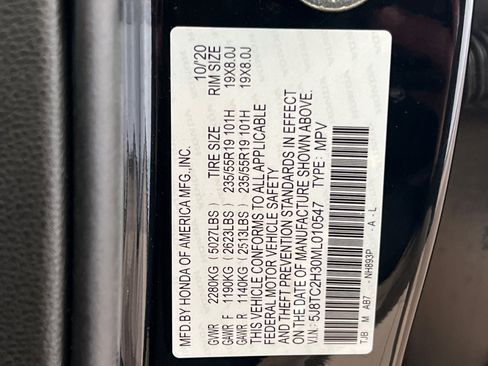 MFD.BY HONDA OF AMERICA MFG.,INC. 10/'20
GVWR 2280KG (5027LBS) TIRE SIZE RIM SIZE
GAWR F 1190KG (2623LBS) 235/55R19 101H 19X8.0J
GAWR R 1140KG (2513LBS) 235/55R19 101H 19X8.0J
THIS VEHICLE CONFORMS TO ALL APPLICABLE
FEDERAL MOTOR VEHICLE SAFETY
AND THEFT PREVENTION STANDARDS IN EFFECT
ON THE DATE OF MANUFACTURE SHOWN ABOVE.
V.I.N.: 5J8TC2H30ML010547 TYPE: MPV
TJB M AB7 - NH893P - A - L